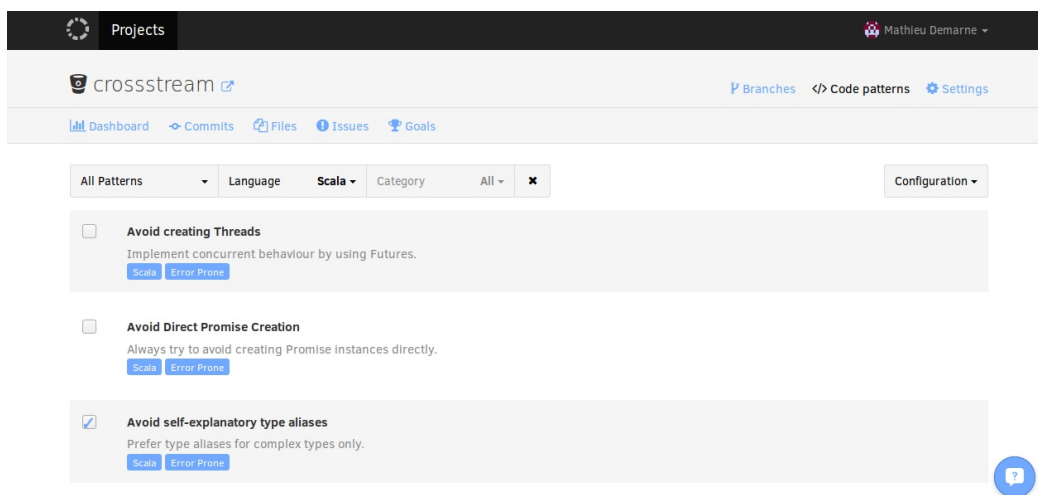 Projects Mathieu Demarne
crossstream Branches </> Code patterns Settings
Dashboard Commits Files Issues Goals
All Patterns Language Scala Category All Configuration
Avoid creating Threads
Implement concurrent behaviour by using Futures.
Scala Error Prone
Avoid Direct Promise Creation
Always try to avoid creating Promise instances directly.
Scala Error Prone
Avoid self-explanatory type aliases
Prefer type aliases for complex types only.
Scala Error Prone